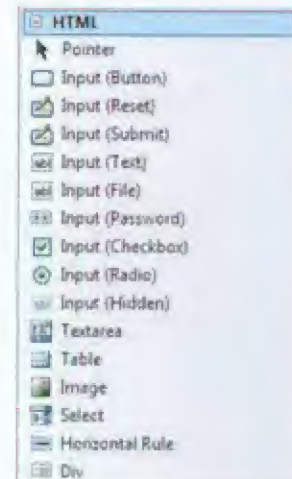 HTML
Pointer
Input (Button)
Input (Reset)
Input (Submit)
Input (Text)
Input (File)
Input (Password)
Input (Checkbox)
Input (Radio)
Input (Hidden)
Textarea
Table
Image
Select
Horizontal Rule
Div